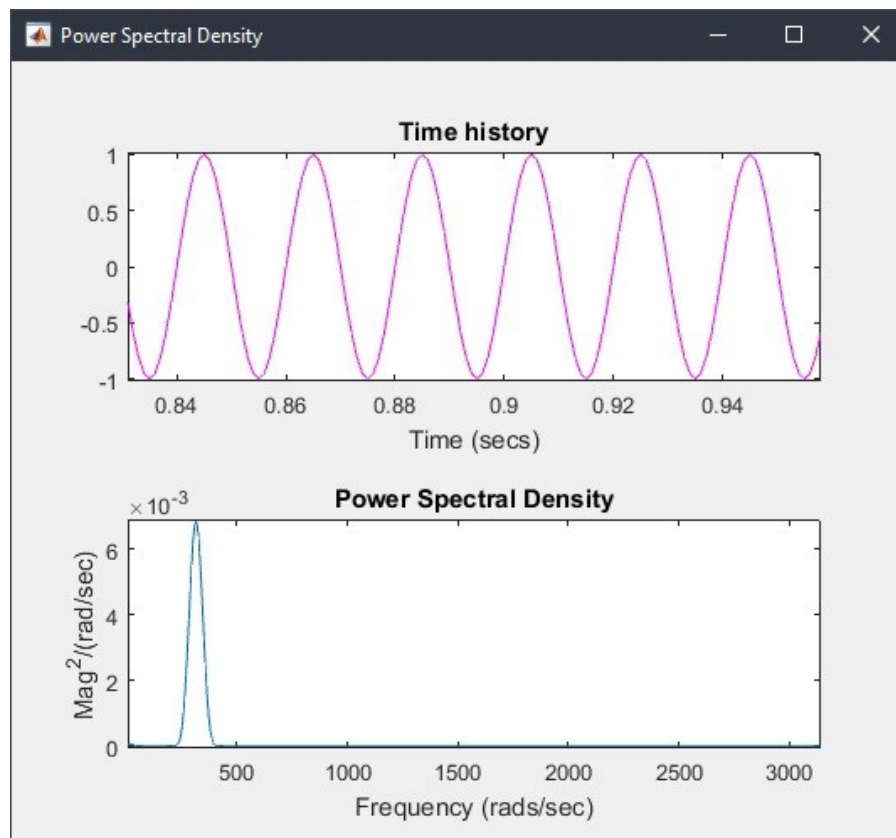 Power Spectral Density
Time history
1
0.5
0
-0.5
-1
0.84 0.86 0.88 0.9 0.92 0.94
Time (secs)
×10⁻³
Power Spectral Density
Mag²/(rad/sec)
6
4
2
0
500 1000 1500 2000 2500 3000
Frequency (rads/sec)